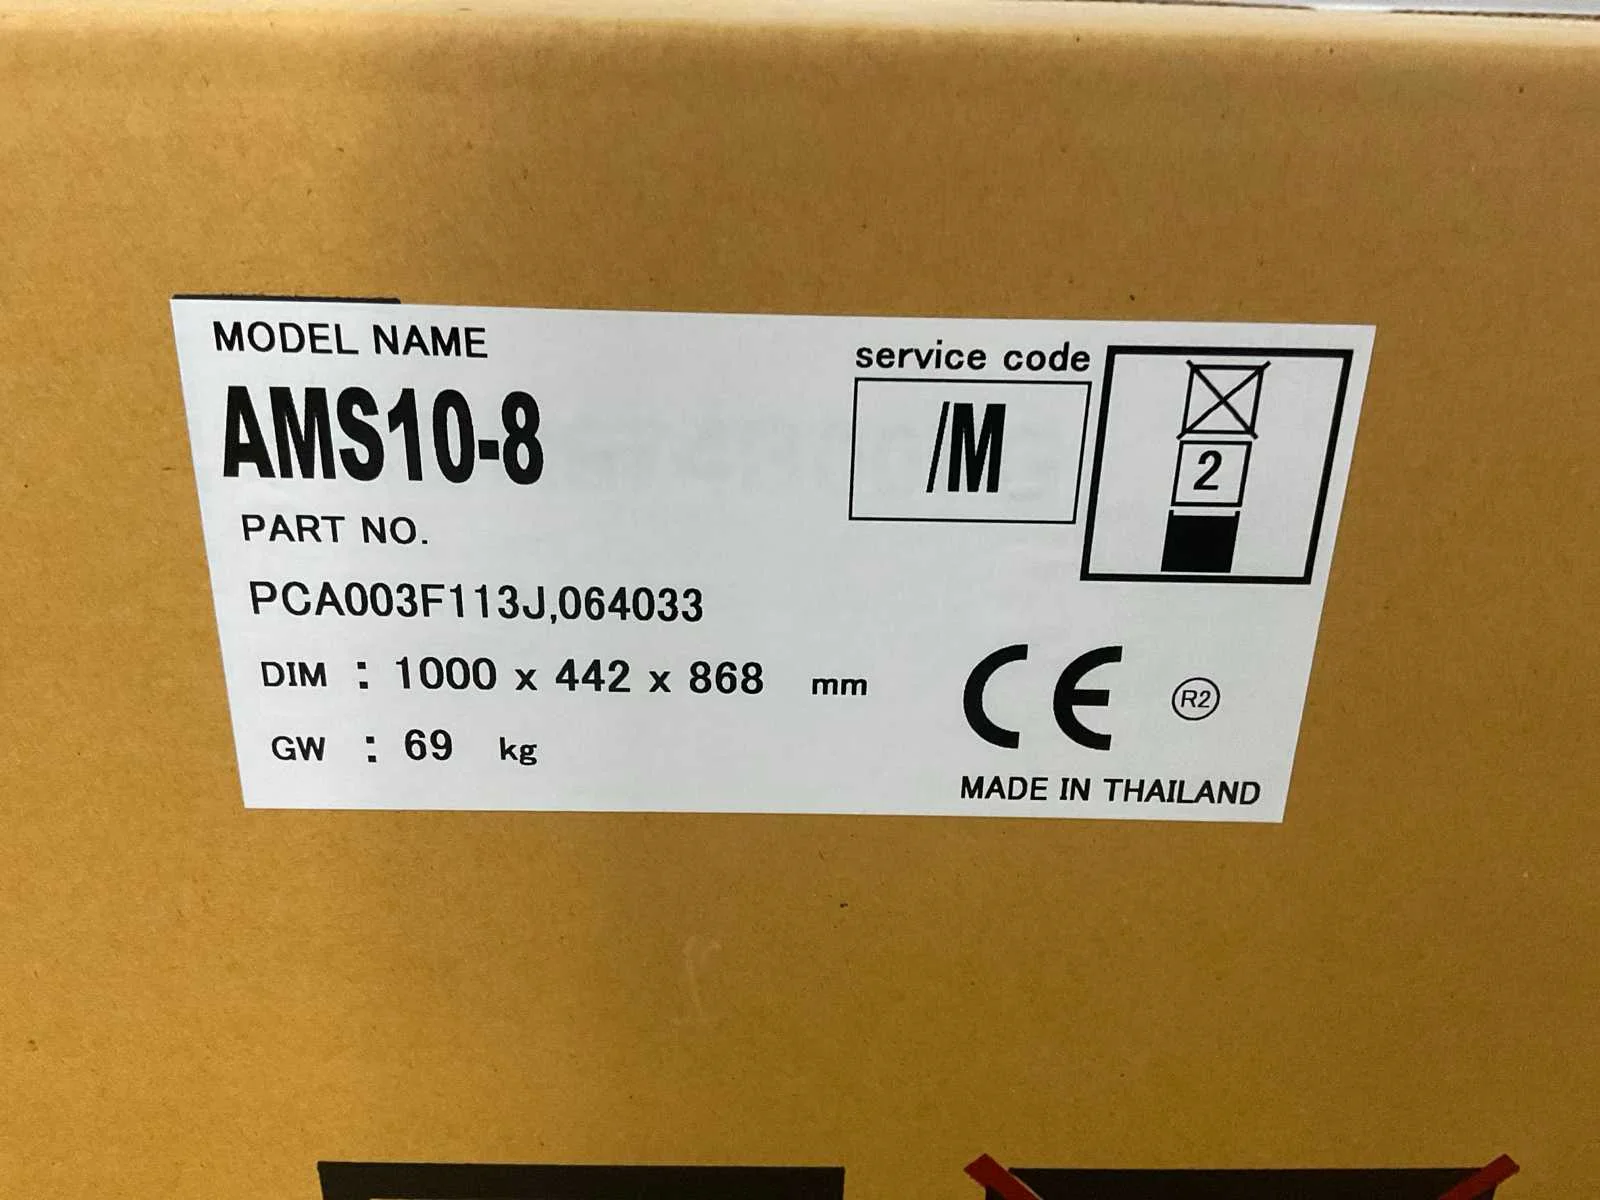 MODEL NAME
AMS10-8
service code
/M
2
PART NO.
PCA003F113J,064033
DIM : 1000 x 442 x 868 mm
GW : 69 kg
CE R2
MADE IN THAILAND